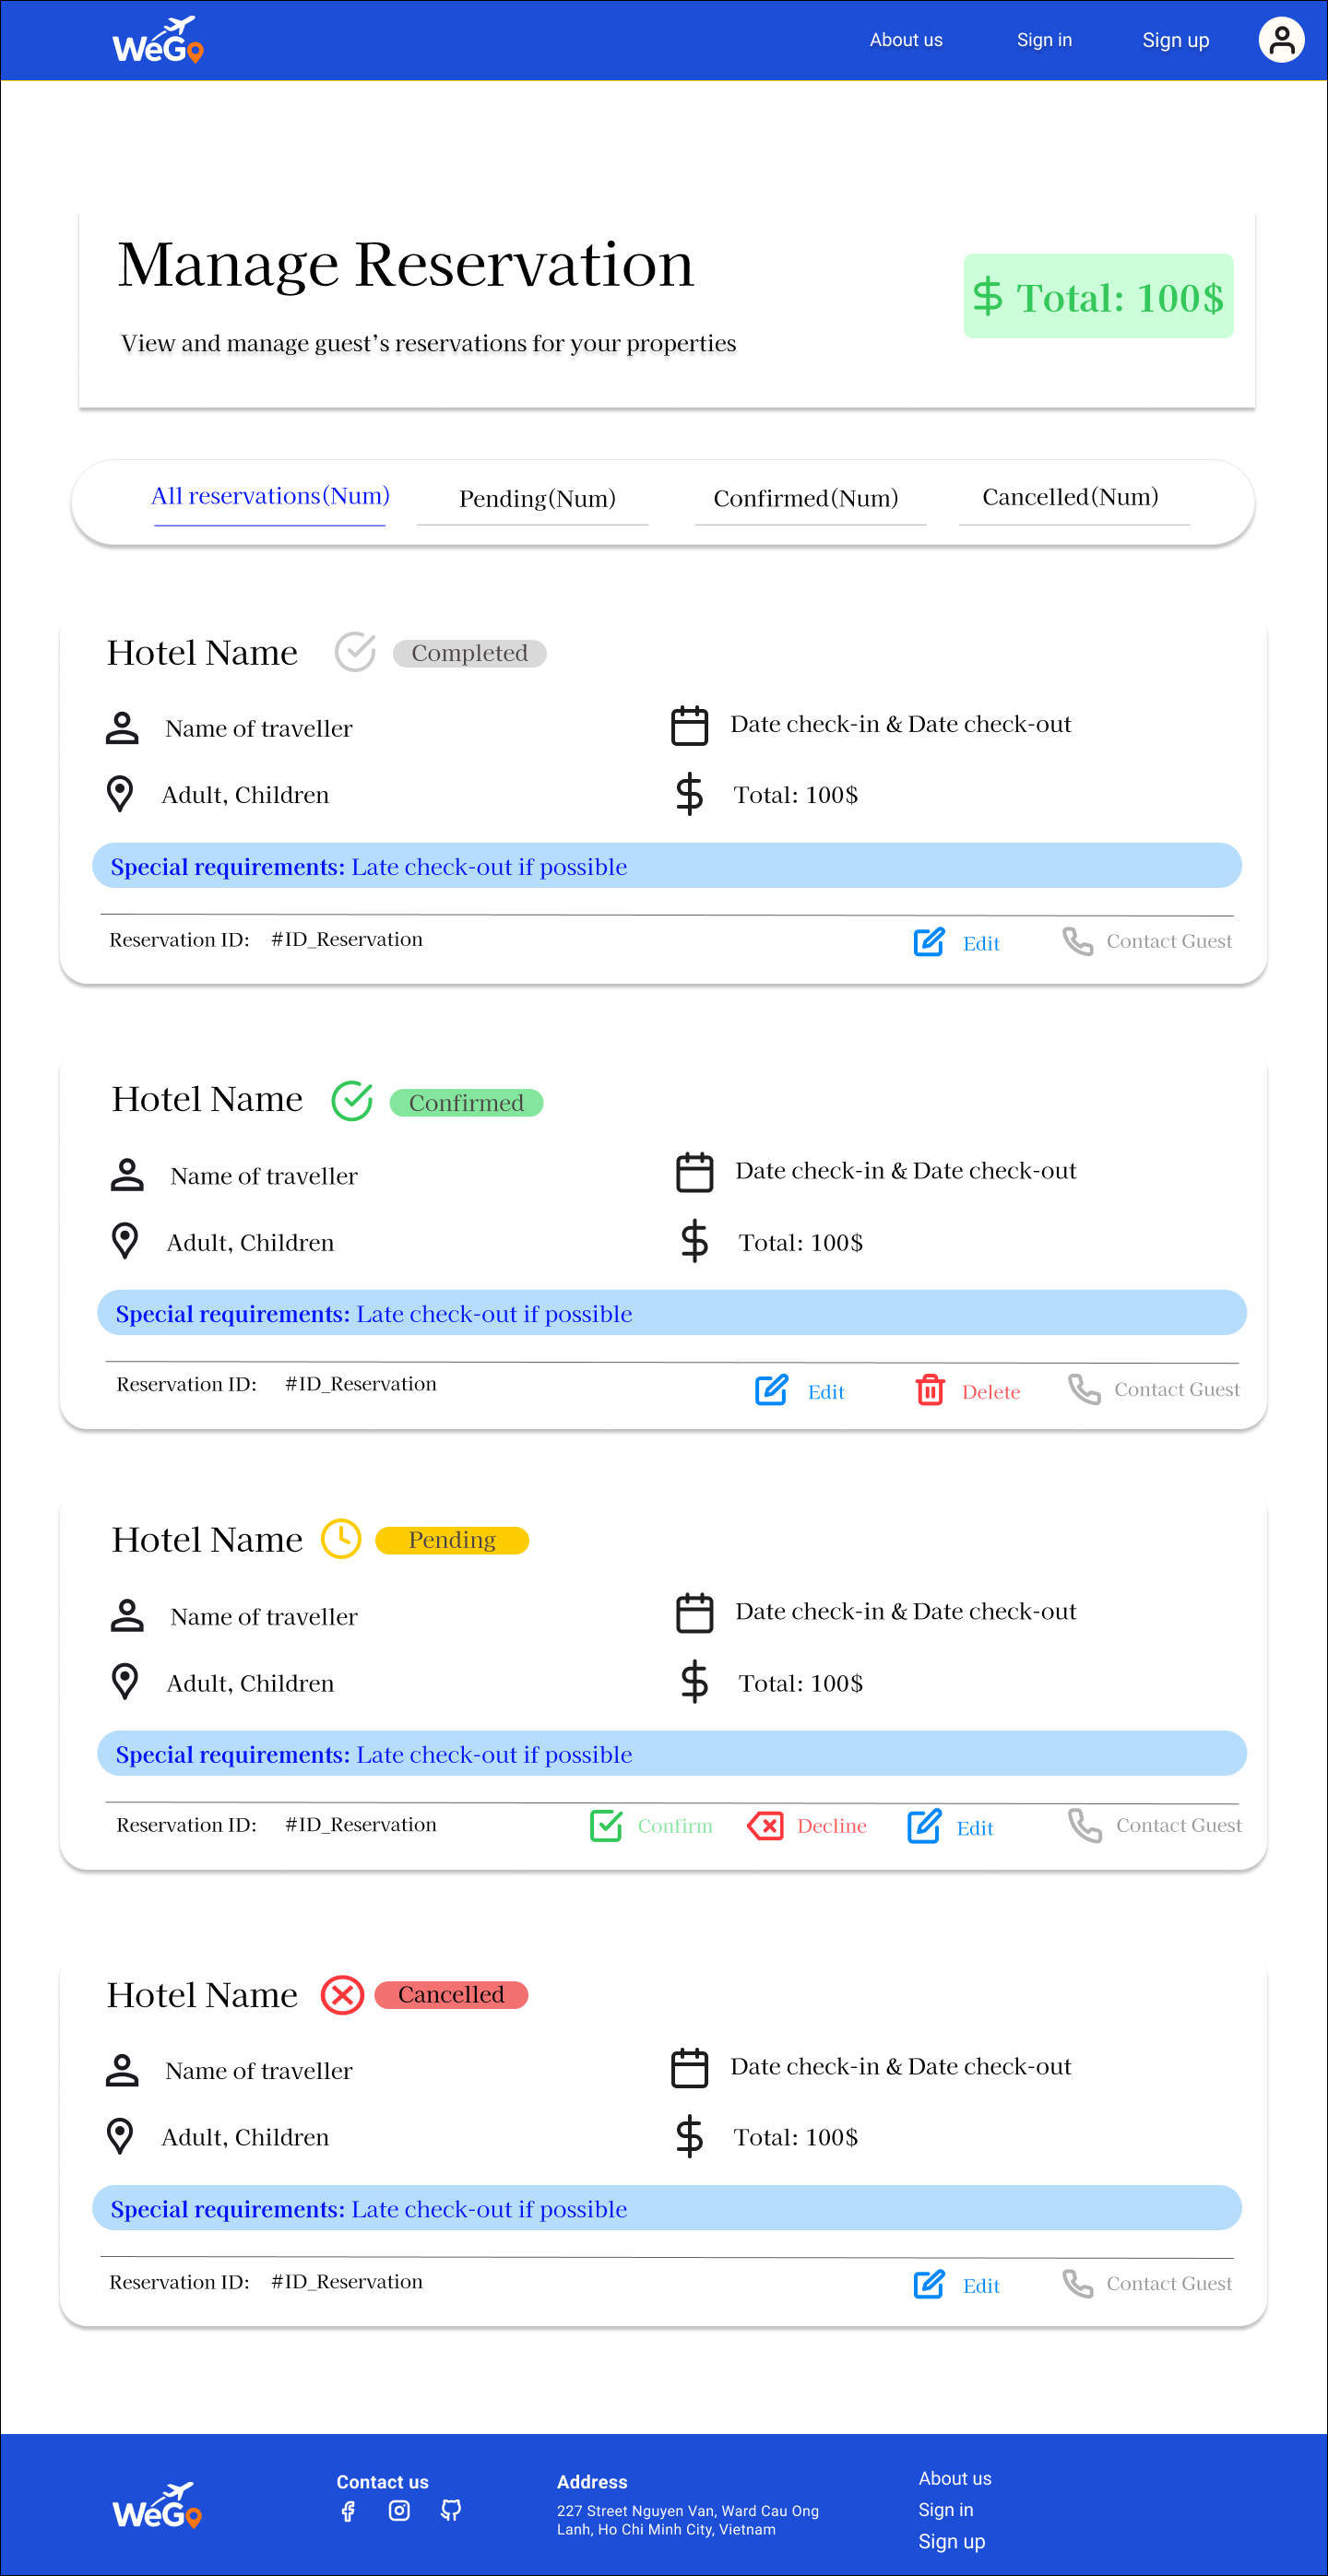 WeGo
About us
Sign in
Sign up
Manage Reservation
Total: 100$
View and manage guest's reservations for your properties
All reservations(Num)
Pending(Num)
Confirmed(Num)
Cancelled(Num)
Hotel Name
Completed
Name of traveller
Date check-in & Date check-out
Adult, Children
Total: 100$
Special requirements: Late check-out if possible
Reservation ID: #ID_Reservation
Edit
Contact Guest
Hotel Name
Confirmed
Name of traveller
Date check-in & Date check-out
Adult, Children
Total: 100$
Special requirements: Late check-out if possible
Reservation ID: #ID_Reservation
Edit
Delete
Contact Guest
Hotel Name
Pending
Name of traveller
Date check-in & Date check-out
Adult, Children
Total: 100$
Special requirements: Late check-out if possible
Reservation ID: #ID_Reservation
Confirm
Decline
Edit
Contact Guest
Hotel Name
Cancelled
Name of traveller
Date check-in & Date check-out
Adult, Children
Total: 100$
Special requirements: Late check-out if possible
Reservation ID: #ID_Reservation
Edit
Contact Guest
WeGo
Contact us
Address
227 Street Nguyen Van, Ward Cau Ong
Lanh, Ho Chi Minh City, Vietnam
About us
Sign in
Sign up